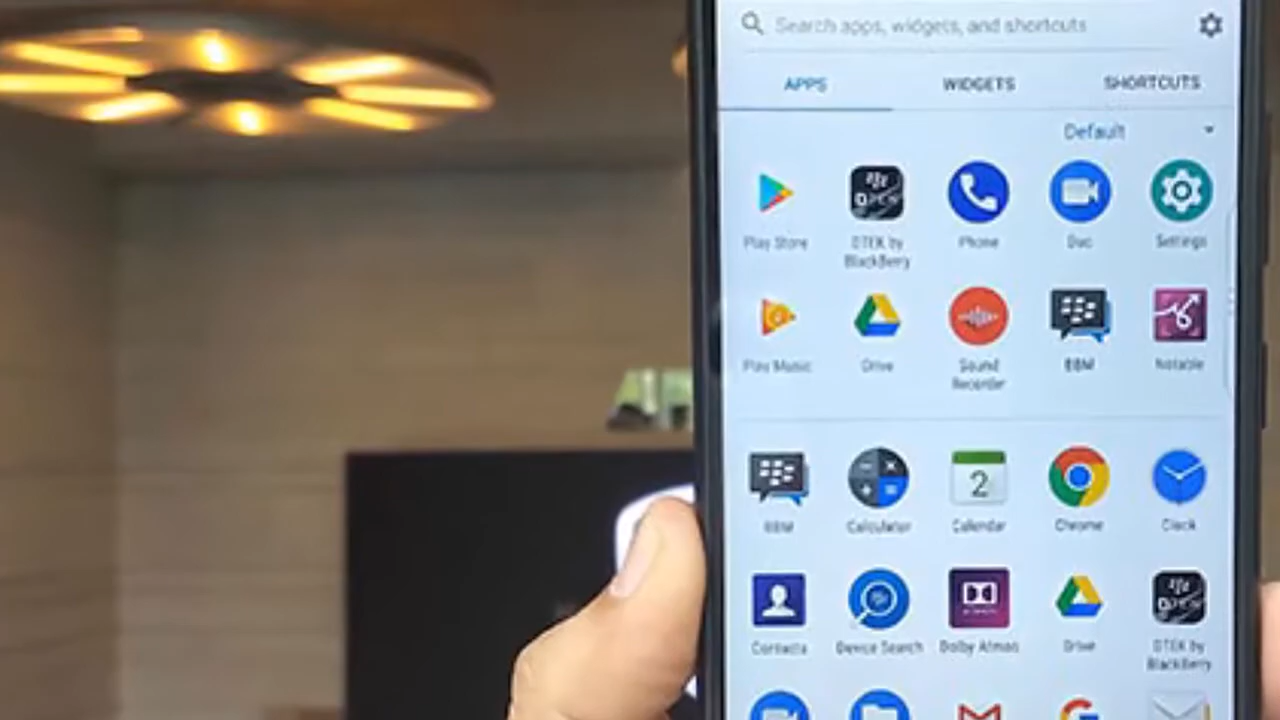 Search apps, widgets, and shortcuts
APPS WIDGETS SHORTCUTS
Default
Play Store DTEK by BlackBerry Phone Duo Settings
Play Music Drive Sound Recorder BBM Notable
BBM Calculator Calendar Chrome Clock
2
Contacts Device Search Dolby Atmos Drive DTEK by BlackBerry